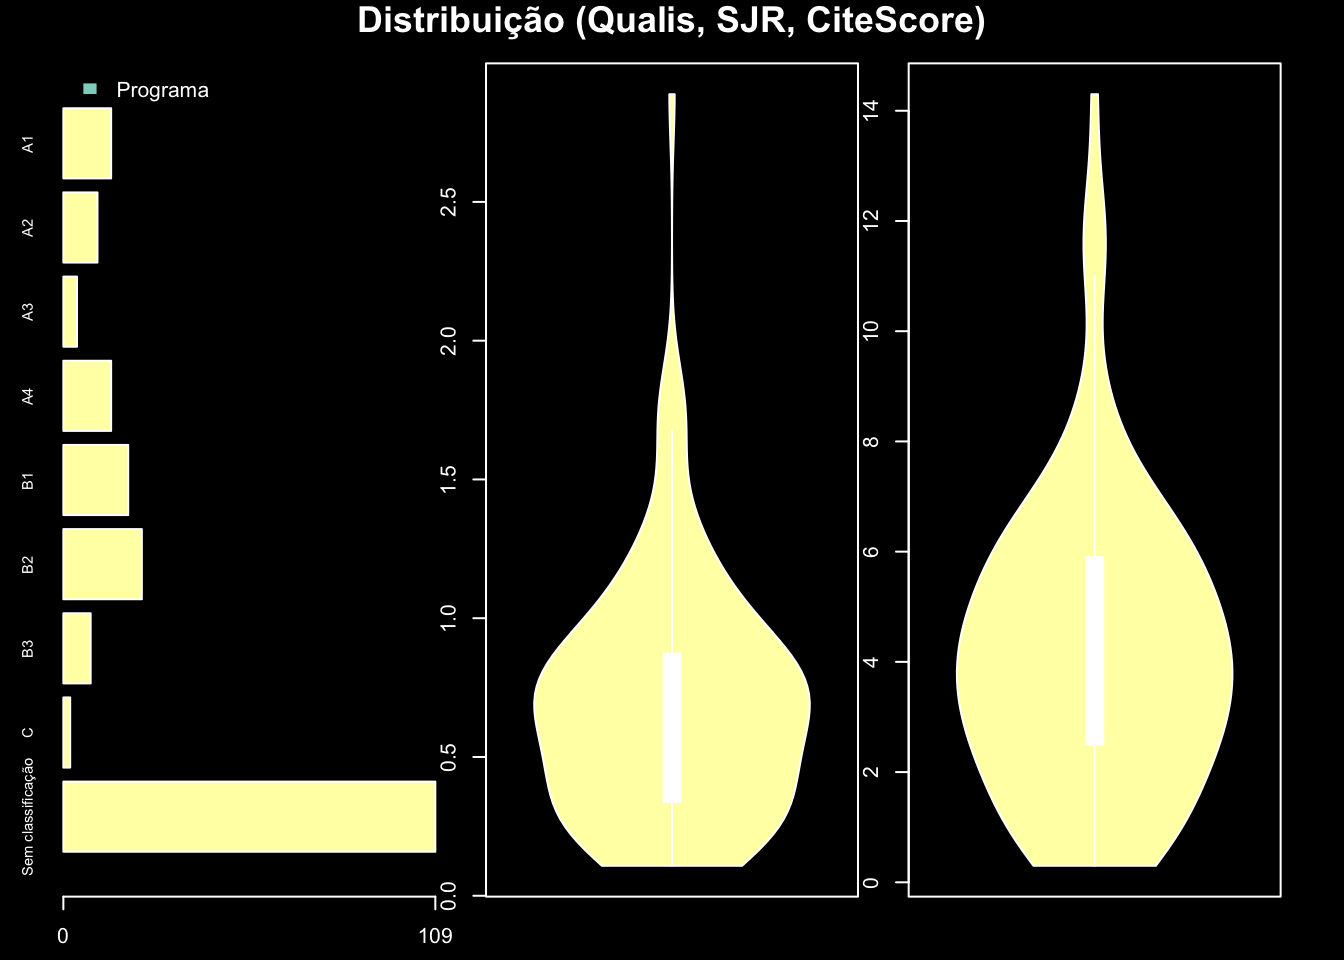 Distribuição (Qualis, SJR, CiteScore)
Programa
A1
A2
A3
A4
B1
B2
B3
C
Sem classificação
0
109
0.0
0.5
1.0
1.5
2.0
2.5
0
2
4
6
8
10
12
14